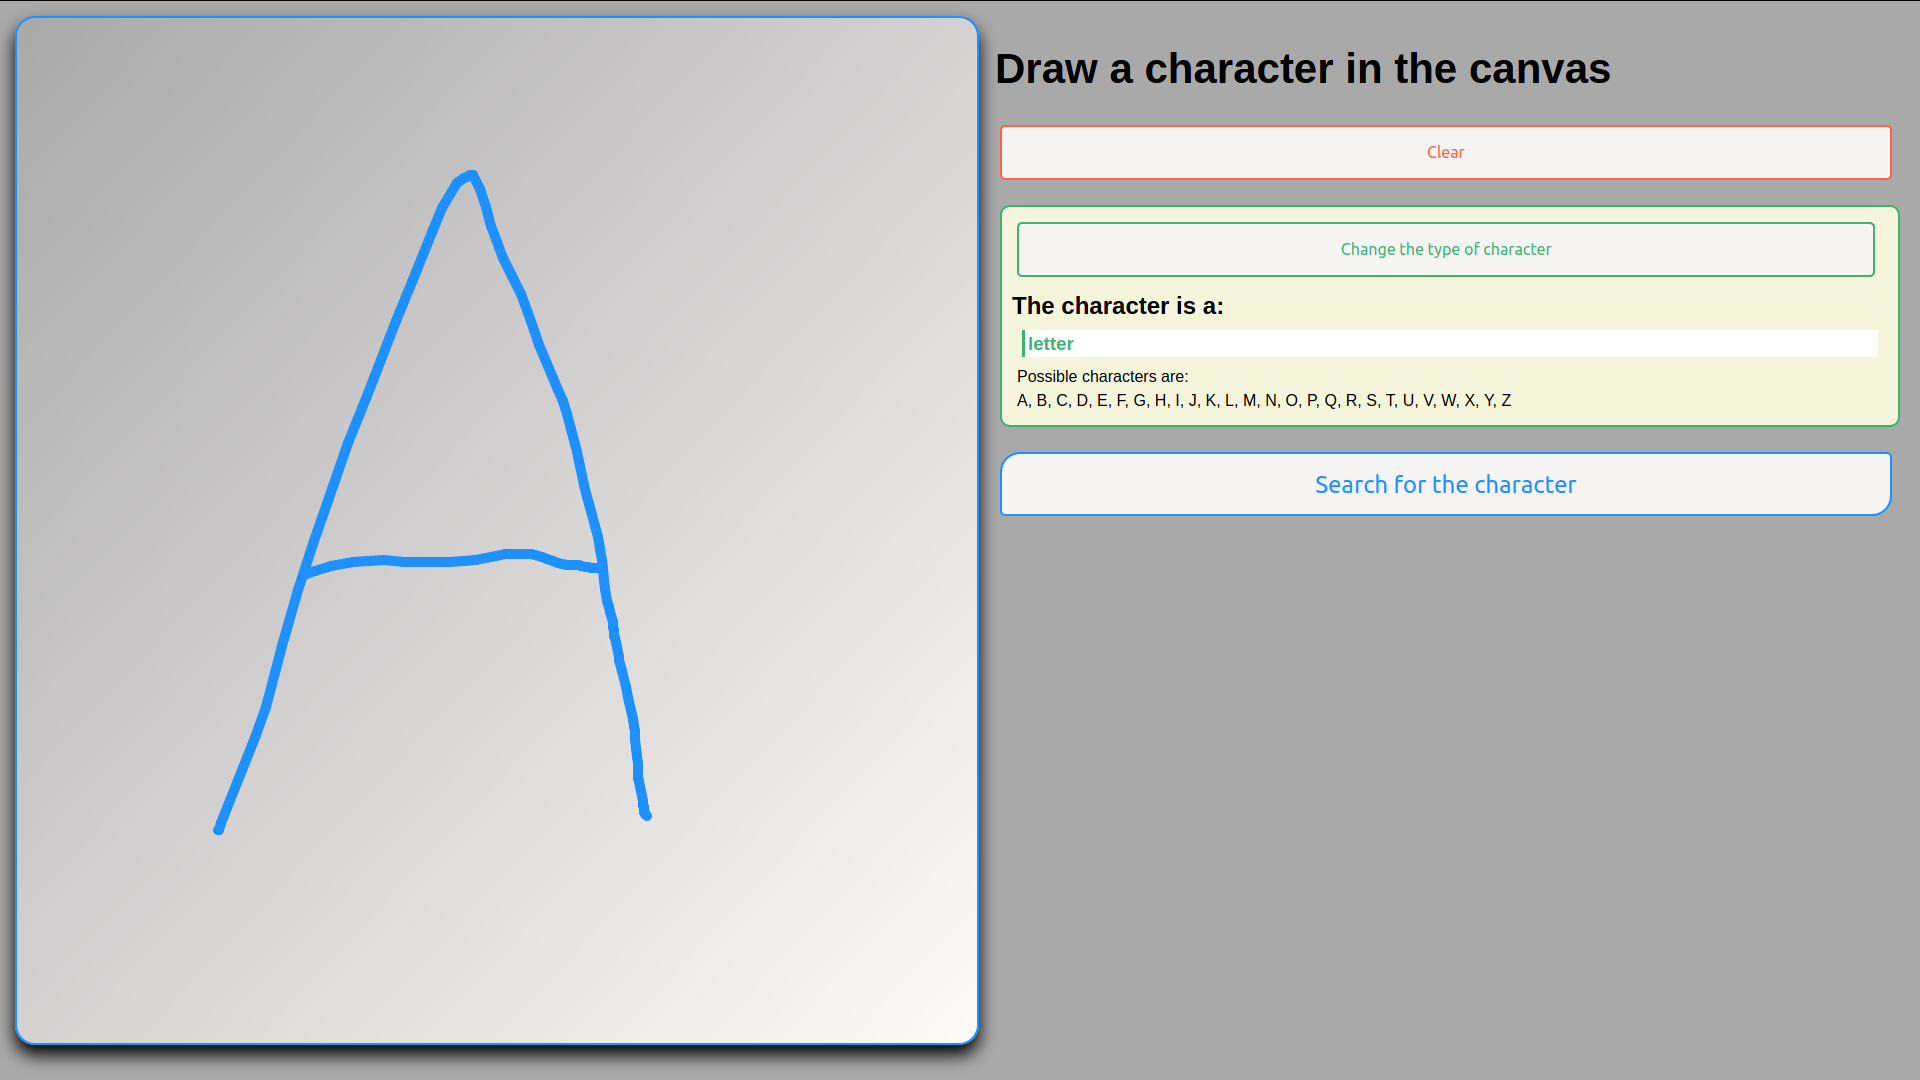 A
Draw a character in the canvas
Clear
Change the type of character
The character is a:
letter
Possible characters are:
A, B, C, D, E, F, G, H, I, J, K, L, M, N, O, P, Q, R, S, T, U, V, W, X, Y, Z
Search for the character